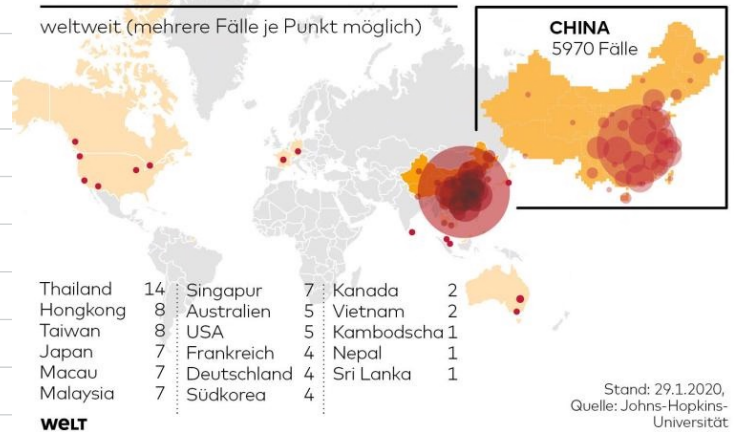 weltweit (mehrere Fälle je Punkt möglich)
CHINA
5970 Fälle
Thailand 14
Hongkong 8
Taiwan 8
Japan 7
Macau 7
Malaysia 7
Singapur 7
Australien 5
USA 5
Frankreich 4
Deutschland 4
Südkorea 4
Kanada 2
Vietnam 2
Kambodscha 1
Nepal 1
Sri Lanka 1
Stand: 29.1.2020,
Quelle: Johns-Hopkins-
Universität
WELT